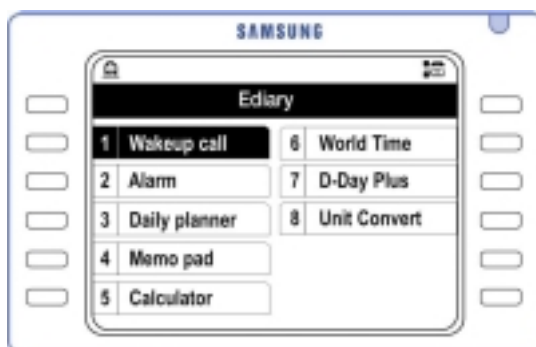 SAMSUNG
Ediary
1 Wakeup call
2 Alarm
3 Daily planner
4 Memo pad
5 Calculator
6 World Time
7 D-Day Plus
8 Unit Convert